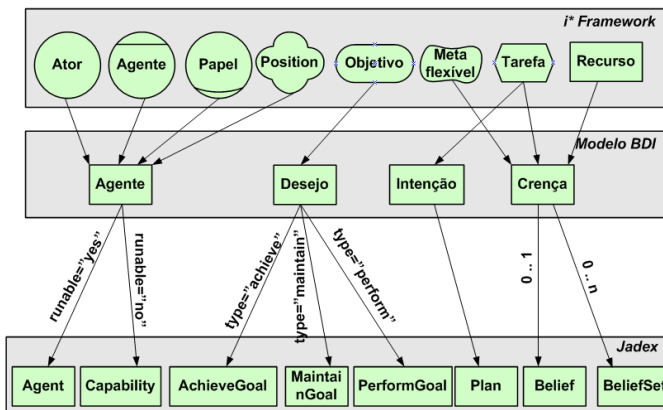 i* Framework
Ator
Agente
Papel
Position
Objetivo
Meta
flexível
Tarefa
Recurso
Modelo BDI
Agente
Desejo
Intenção
Crença
runable="yes"
runable="no"
type="achieve"
type="maintain"
type="perform"
0 .. 1
0 .. n
Jadex
Agent
Capability
AchieveGoal
Maintai
nGoal
PerformGoal
Plan
Belief
BeliefSet